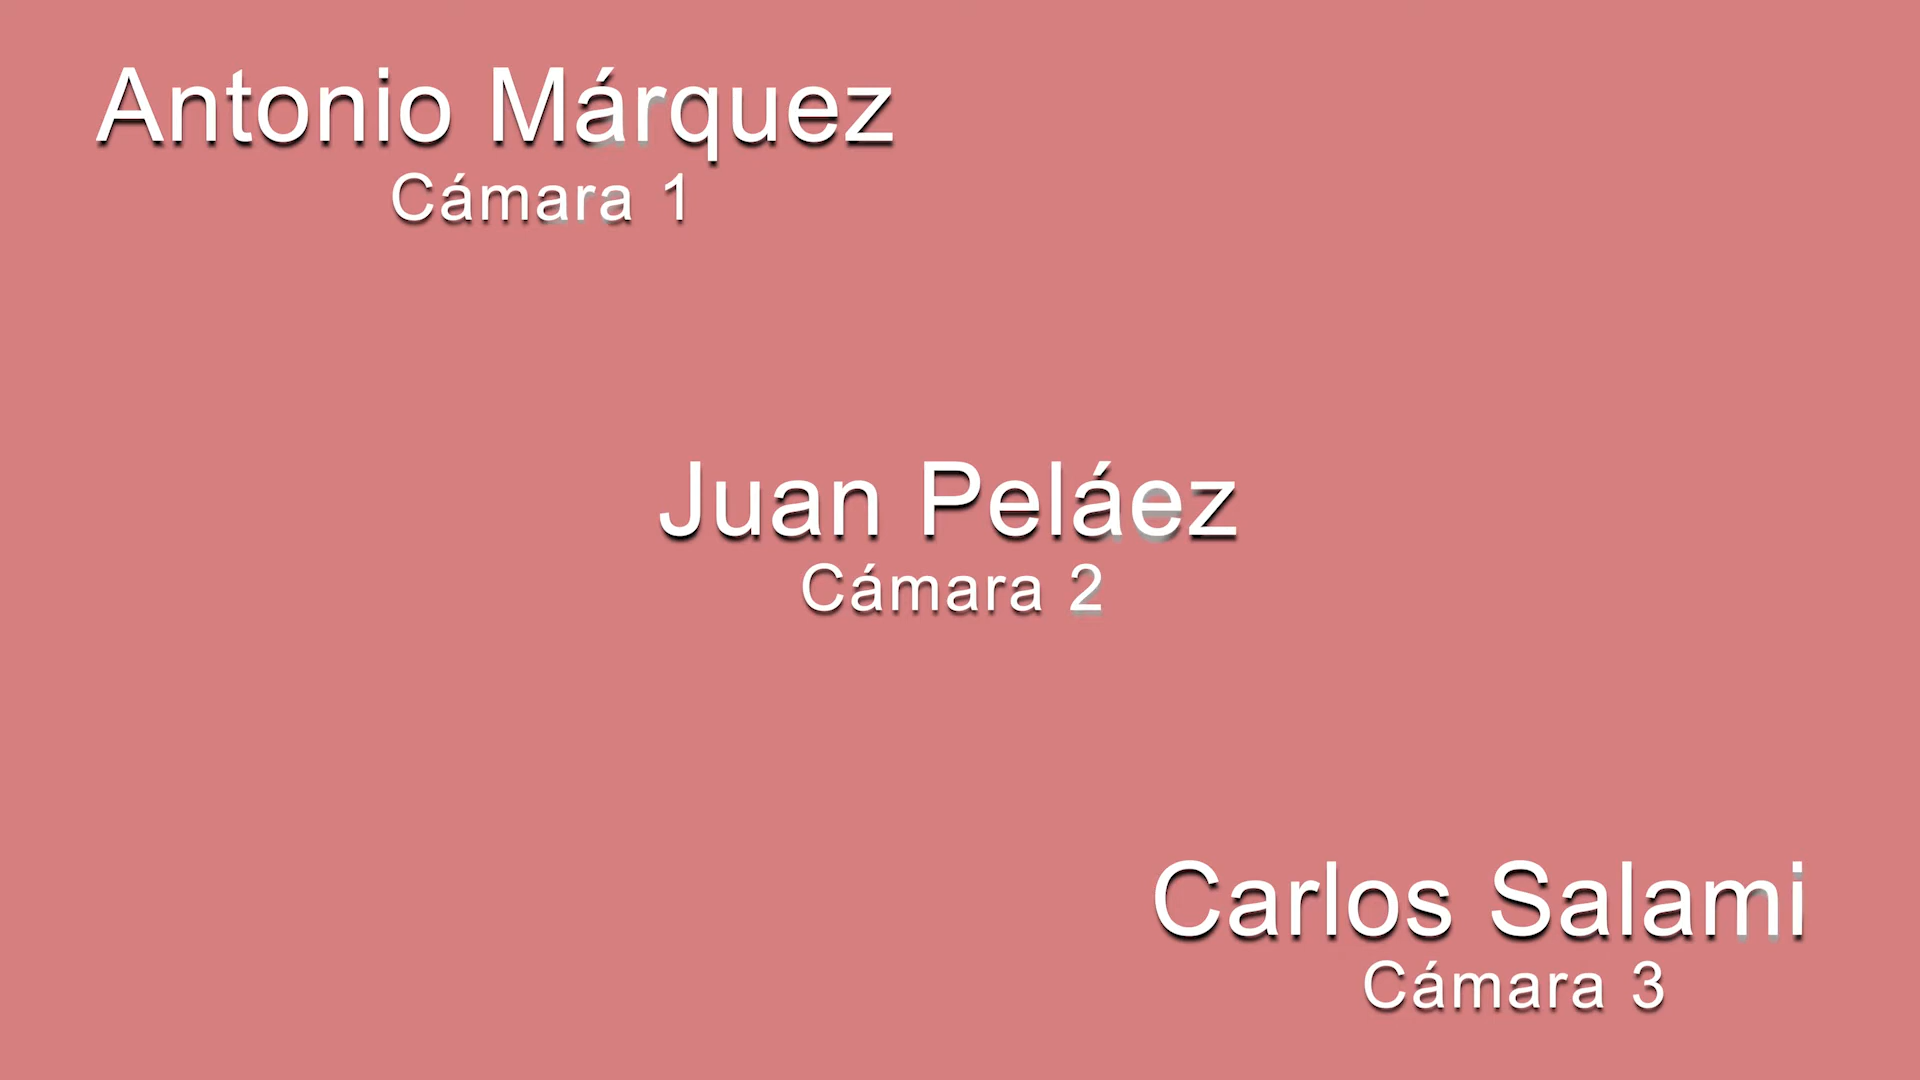 Antonio Márquez
Cámara 1
Juan Peláez
Cámara 2
Carlos Salami
Cámara 3